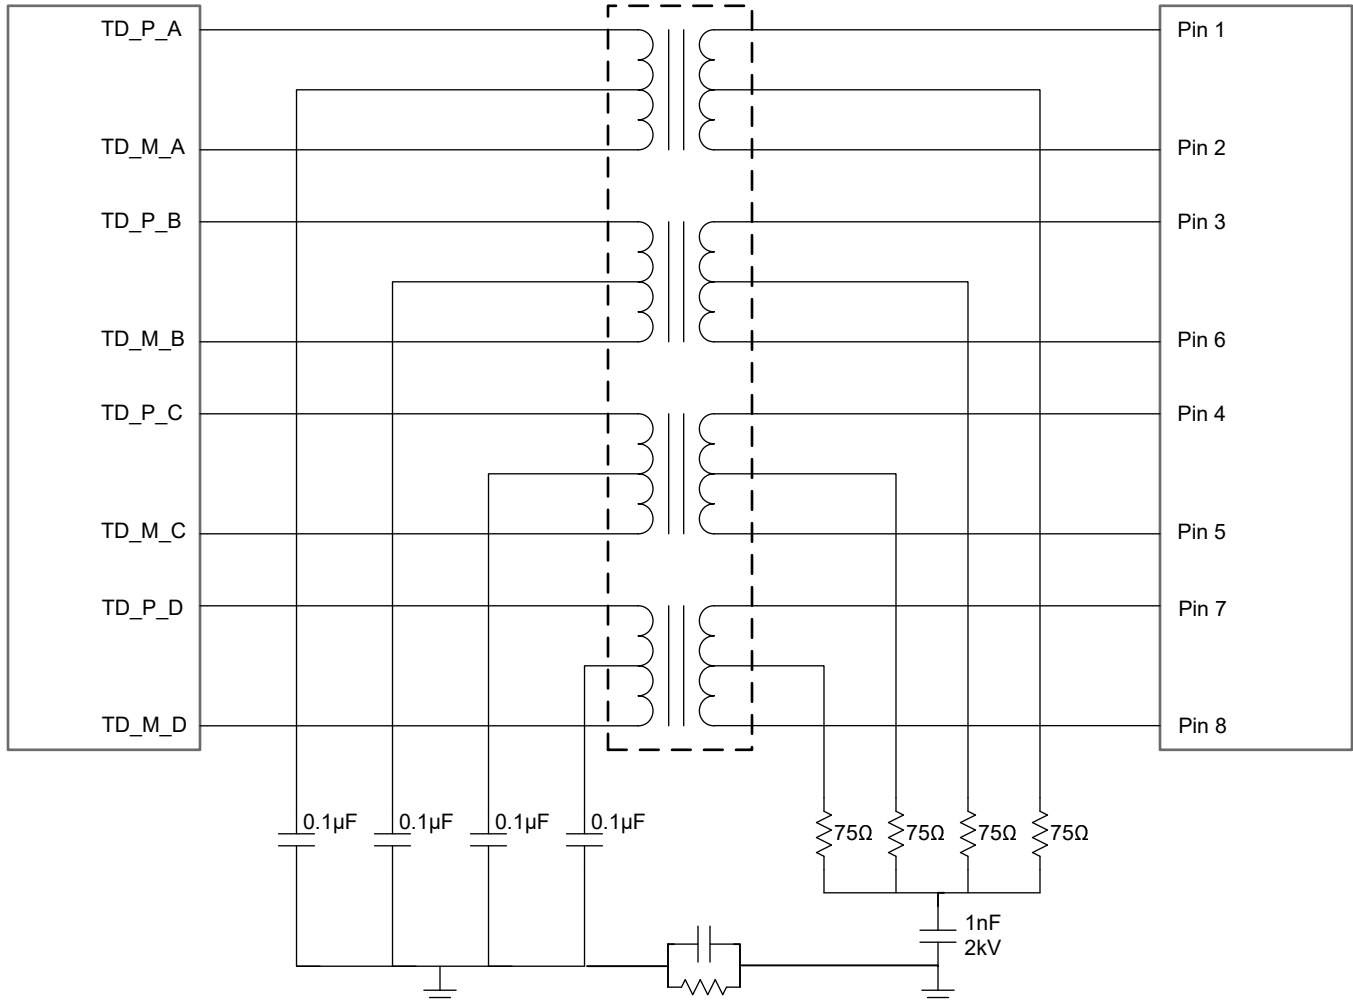 TD_P_A
Pin 1
TD_M_A
Pin 2
TD_P_B
Pin 3
TD_M_B
Pin 6
TD_P_C
Pin 4
TD_M_C
Pin 5
TD_P_D
Pin 7
TD_M_D
Pin 8
0.1µF
0.1µF
0.1µF
0.1µF
75Ω
75Ω
75Ω
75Ω
1nF
2kV